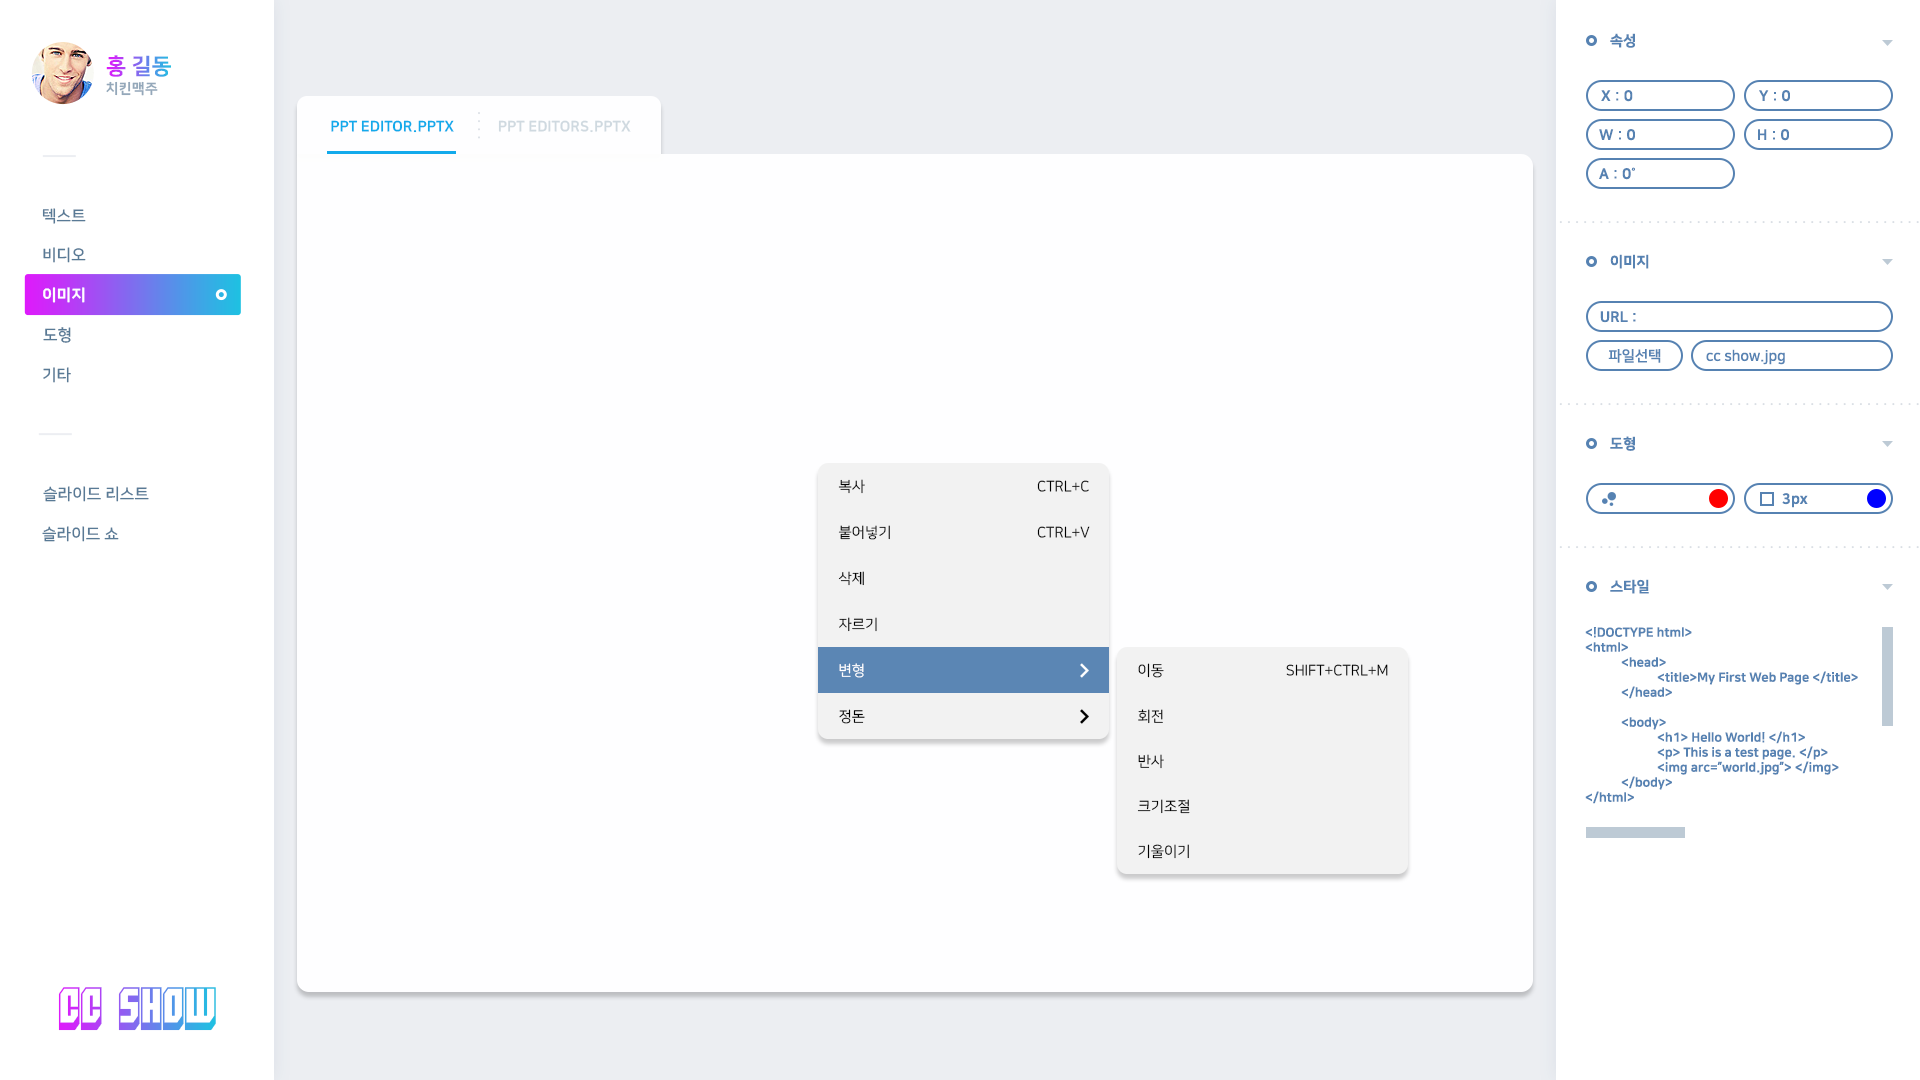 홍 길동
치킨맥주
텍스트
비디오
이미지
도형
기타
슬라이드 리스트
슬라이드 쇼
CC SHOW
PPT EDITOR.PPTX
PPT EDITORS.PPTX
복사 CTRL+C
붙어넣기 CTRL+V
삭제
자르기
변형
정돈
이동 SHIFT+CTRL+M
회전
반사
크기조절
기울이기
속성
X : 0
Y : 0
W : 0
H : 0
A : 0"
이미지
URL :
파일선택
cc show.jpg
도형
3px
스타일
<!DOCTYPE html>
<html>
<head>
<title>My First Web Page </title>
</head>
<body>
<h1> Hello World! </h1>
<p> This is a test page. </p>
<img arc="world.jpg"> </img>
</body>
</html>